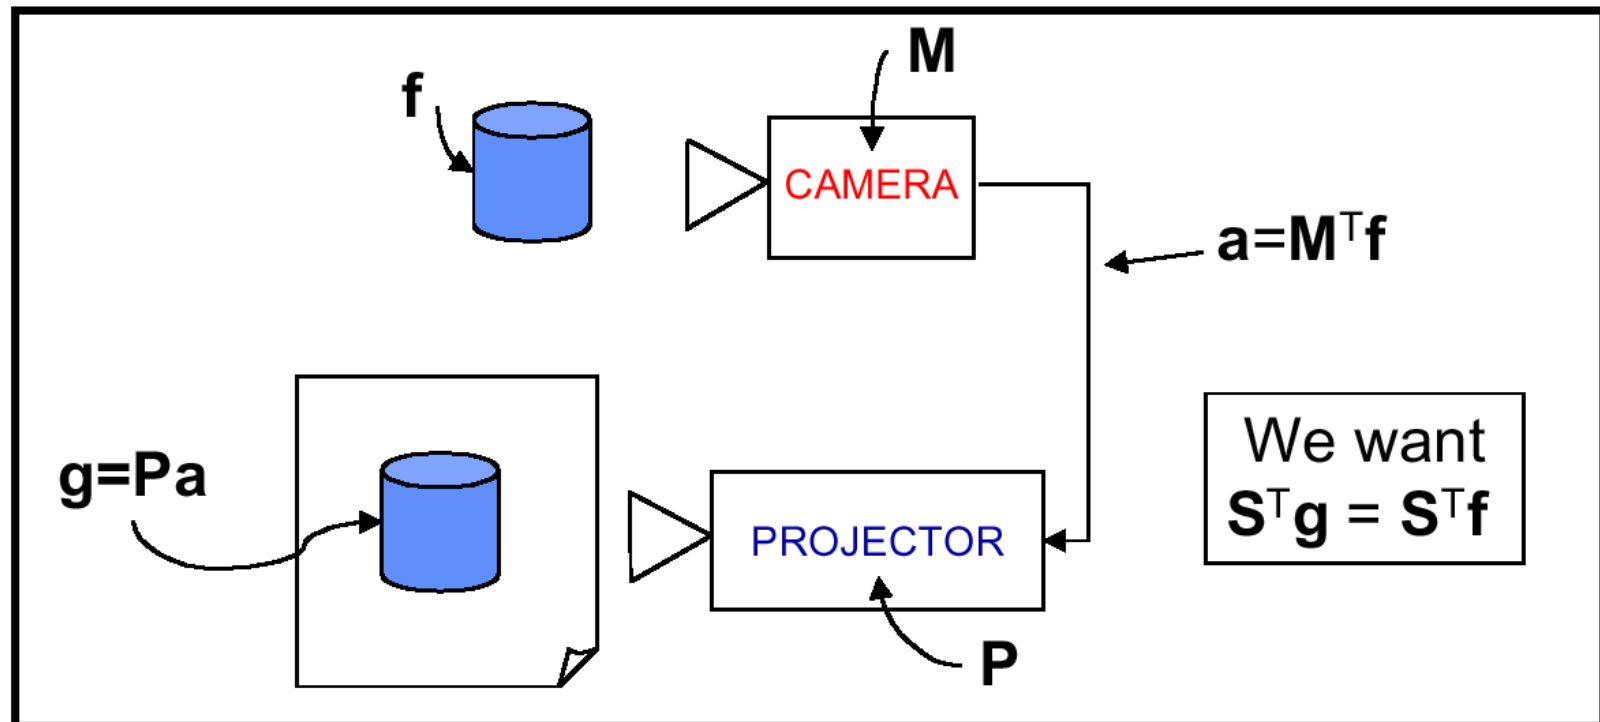 M
f
CAMERA
a=Mᵀf
We want
Sᵀg = Sᵀf
g=Pa
PROJECTOR
P